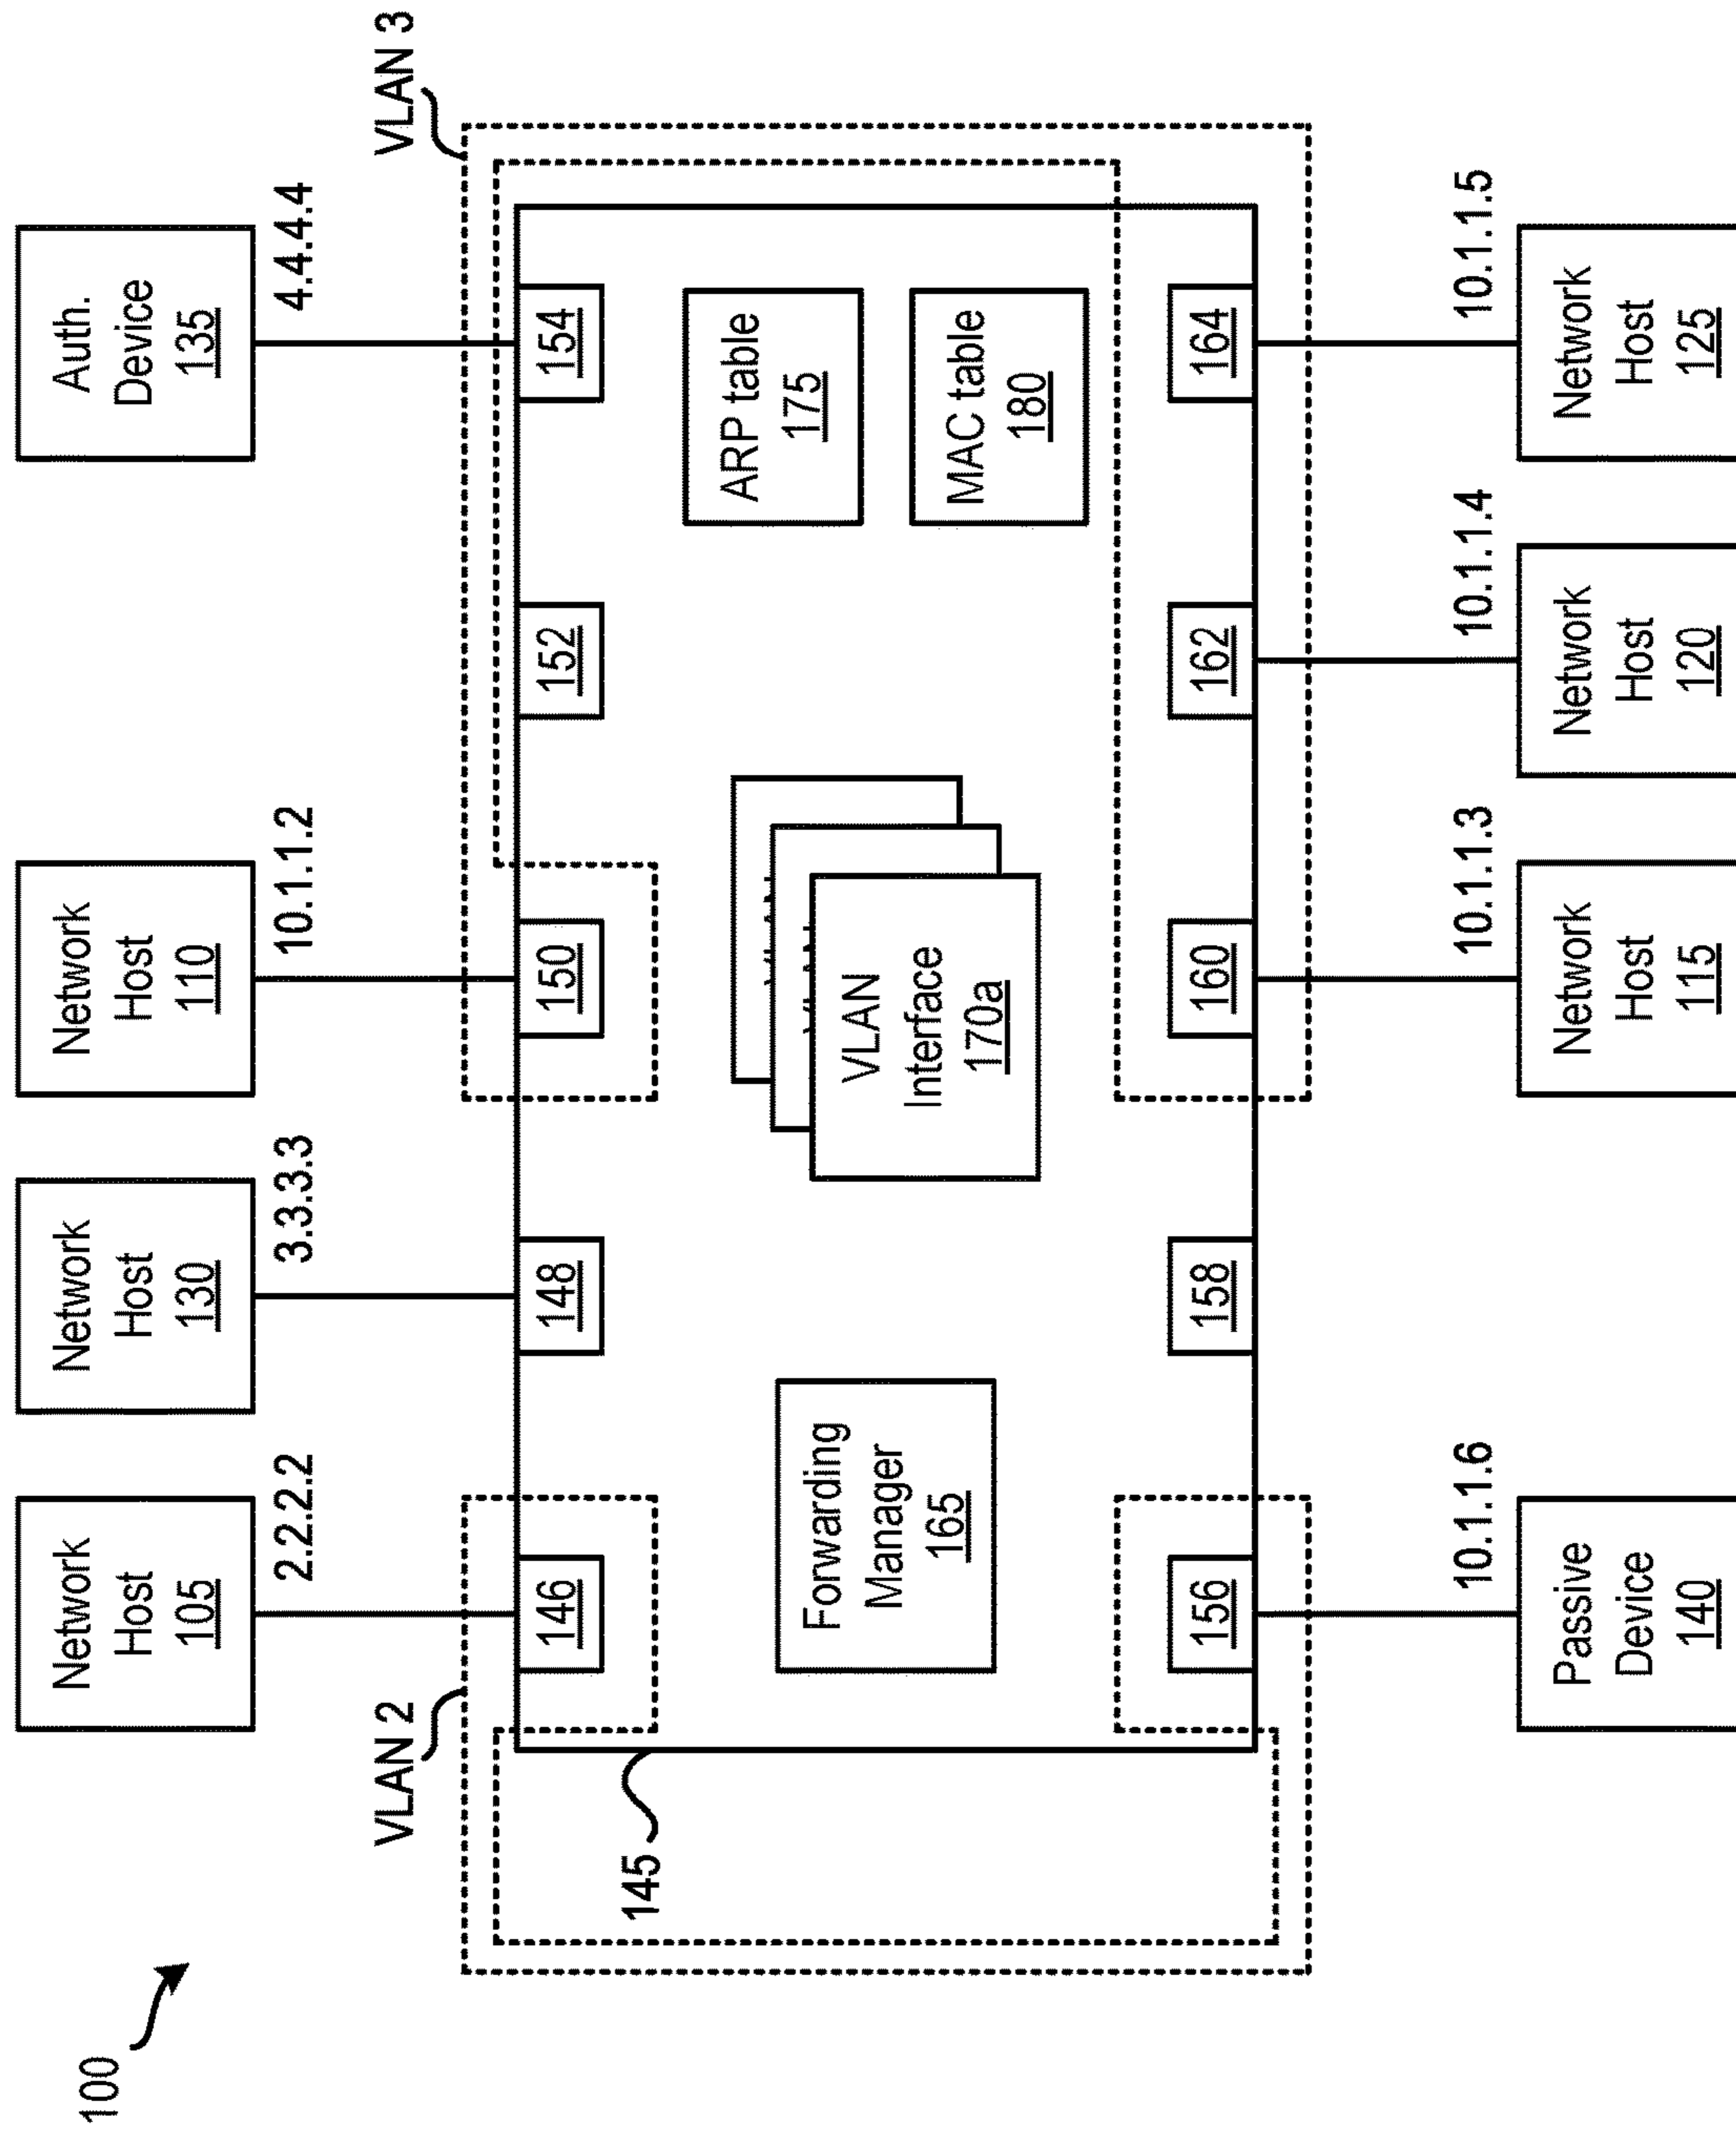 100
Network
Host
105
2.2.2.2
Network
Host
130
3.3.3.3
Network
Host
110
10.1.1.2
Auth.
Device
135
4.4.4.4
VLAN 2
VLAN 3
145
146
148
150
152
154
Forwarding
Manager
165
VLAN
Interface
170a
ARP table
175
MAC table
180
156
158
160
162
164
10.1.1.6
Passive
Device
140
10.1.1.3
Network
Host
115
10.1.1.4
Network
Host
120
10.1.1.5
Network
Host
125